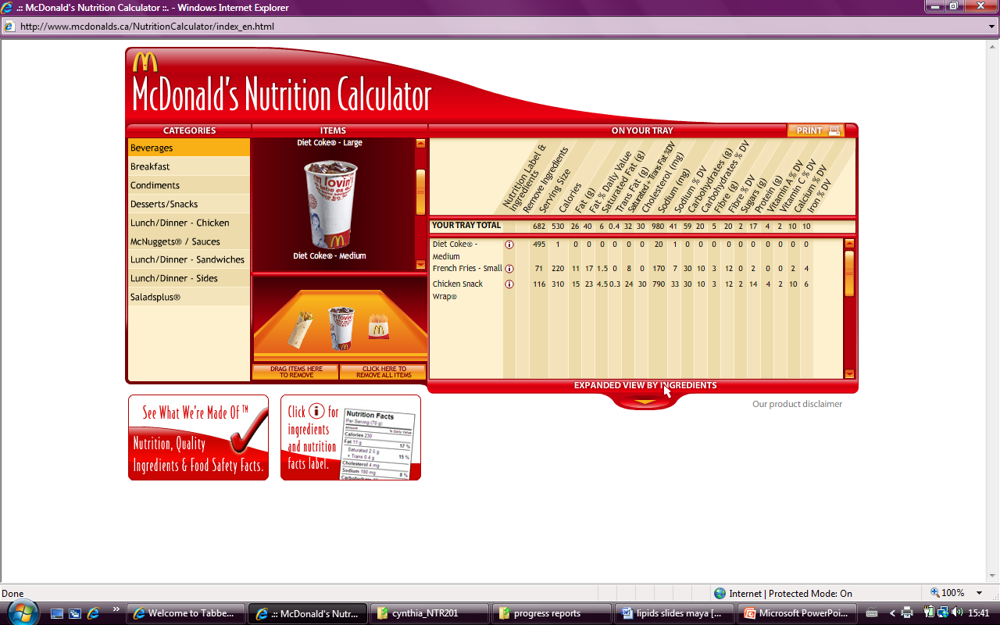 .:: McDonald's Nutrition Calculator ::. - Windows Internet Explorer
http://www.mcdonalds.ca/NutritionCalculator/index_en.html
McDonald's Nutrition Calculator
CATEGORIES
Beverages
Breakfast
Condiments
Desserts/Snacks
Lunch/Dinner - Chicken
McNuggets® / Sauces
Lunch/Dinner - Sandwiches
Lunch/Dinner - Sides
Saladsplus®
ITEMS
Diet Coke® - Large
Diet Coke® - Medium
DRAG ITEMS HERE
TO REMOVE
CLICK HERE TO
REMOVE ALL ITEMS
ON YOUR TRAY
PRINT
Nutrition Label &
Ingredients
Remove Ingredients
Serving Size
Calories
Fat (g)
Fat % Daily Value
Saturated Fat (g)
Trans Fat (g)
Saturated + Trans Fat %DV
Cholesterol (mg)
Sodium (mg)
Sodium % DV
Carbohydrates (g)
Carbohydrates % DV
Fibre (g)
Fibre % DV
Sugars (g)
Protein (g)
Vitamin A % DV
Vitamin C % DV
Calcium % DV
Iron % DV
YOUR TRAY TOTAL 682 530 26 40 6 0.4 32 30 980 41 59 20 5 20 2 17 4 2 10 10
Diet Coke® - 495 1 0 0 0 0 0 0 20 1 0 0 0 0 0 0 0 0 0 0
Medium
French Fries - Small 71 220 11 17 1.5 0 8 0 170 7 30 10 3 12 0 2 0 0 2 4
Chicken Snack 116 310 15 23 4.5 0.3 24 30 790 33 30 10 3 12 2 14 4 2 10 6
Wrap®
EXPANDED VIEW BY INGREDIENTS
Our product disclaimer
See What We're Made Of ™
Nutrition, Quality
Ingredients & Food Safety Facts.
Click i for
ingredients
and nutrition
facts label.
Nutrition Facts
Per Serving (70 g)
Amount % Daily Value
Calories 230
Fat 11 g 17 %
Saturated 2.5 g
+ Trans 0.4 g 15 %
Cholesterol 4 mg
Sodium 180 mg 8 %
Done
Internet | Protected Mode: On
100%
Welcome to Tabbe...
.:: McDonald's Nutr...
cynthia_NTR201
progress reports
lipids slides maya [...
Microsoft PowerPoi...
15:41